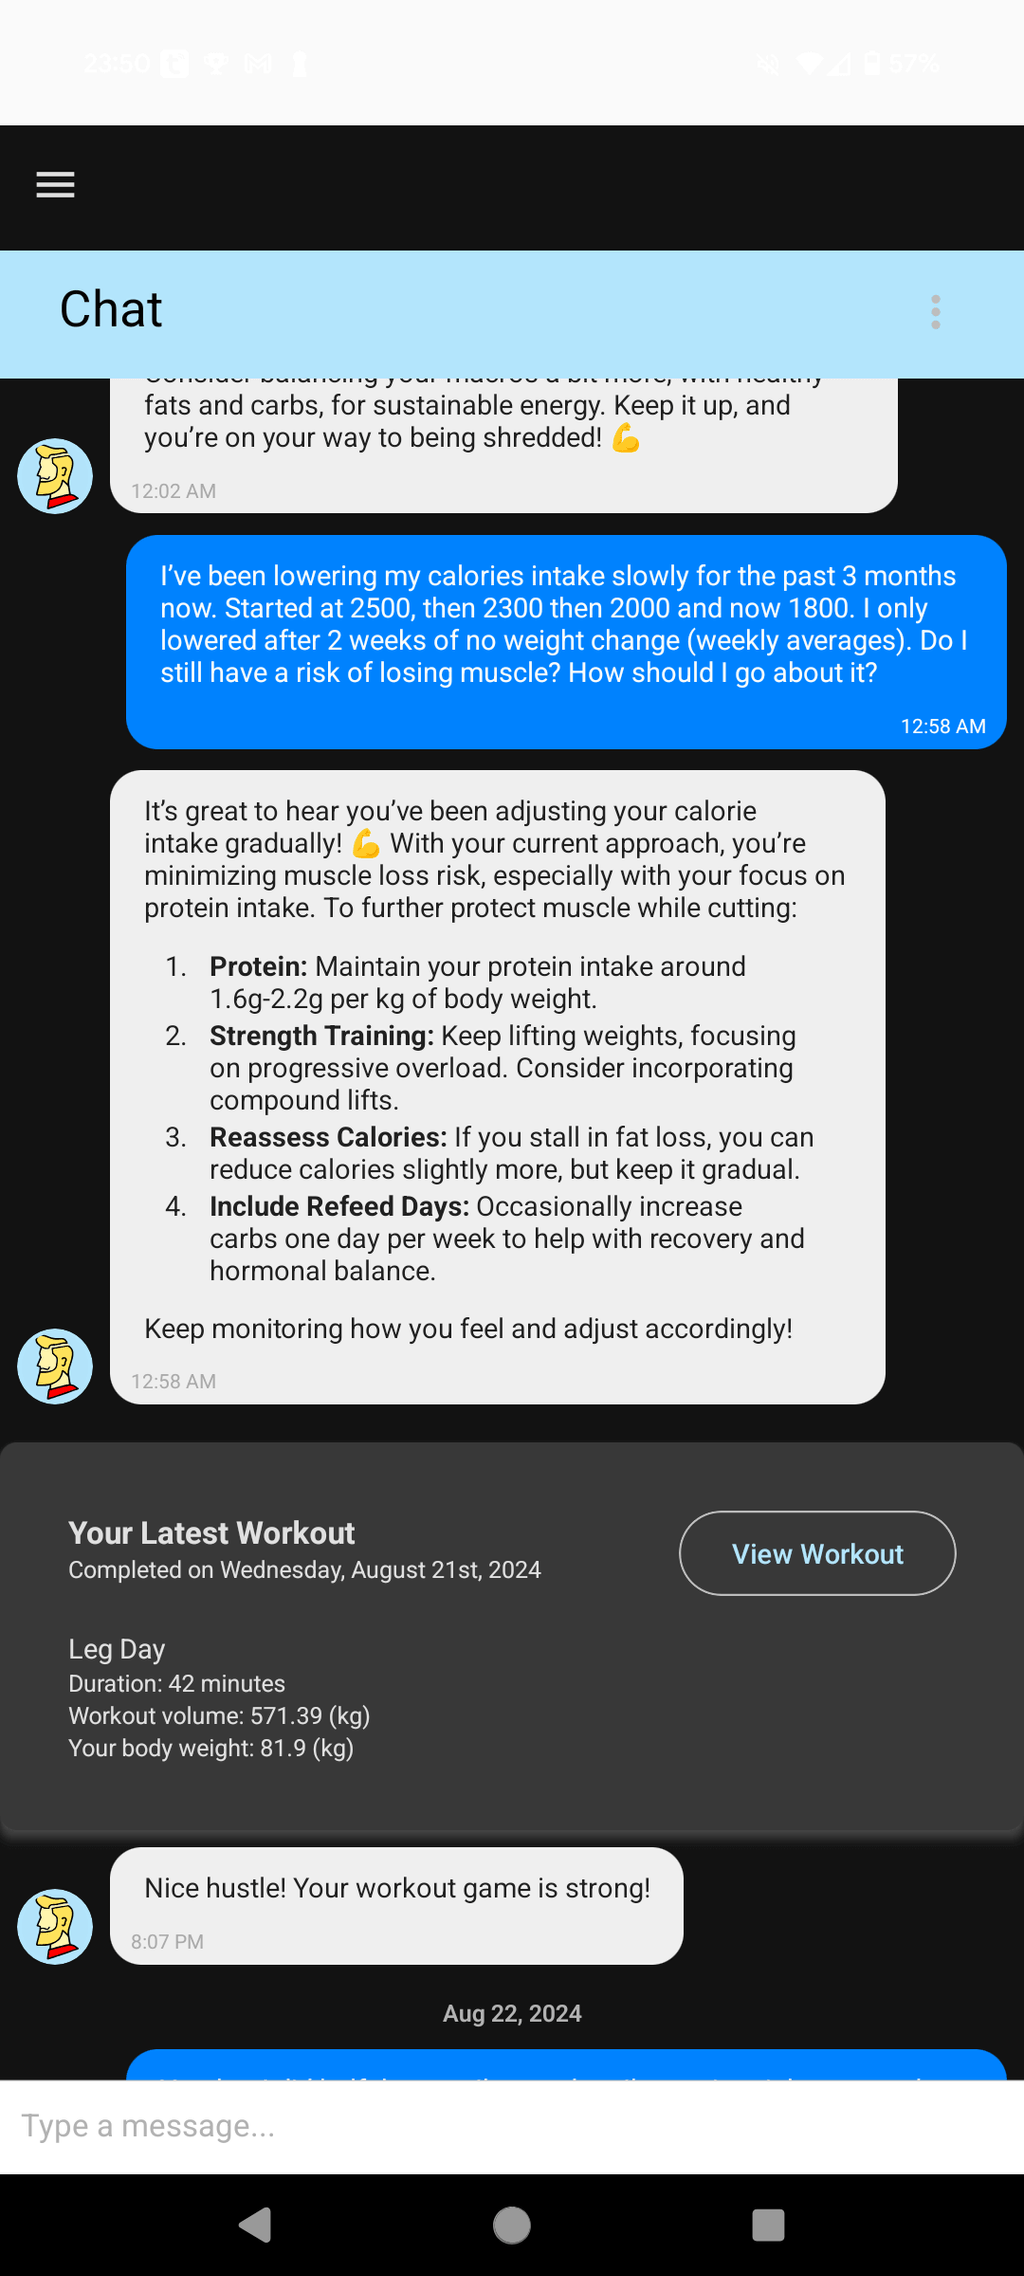 23:50
57%
Chat
Consider balancing your macros a bit more, with healthy
fats and carbs, for sustainable energy. Keep it up, and
you're on your way to being shredded! 💪
12:02 AM
I've been lowering my calories intake slowly for the past 3 months
now. Started at 2500, then 2300 then 2000 and now 1800. I only
lowered after 2 weeks of no weight change (weekly averages). Do I
still have a risk of losing muscle? How should I go about it?
12:58 AM
It's great to hear you've been adjusting your calorie
intake gradually! 💪 With your current approach, you're
minimizing muscle loss risk, especially with your focus on
protein intake. To further protect muscle while cutting:
1. Protein: Maintain your protein intake around
1.6g-2.2g per kg of body weight.
2. Strength Training: Keep lifting weights, focusing
on progressive overload. Consider incorporating
compound lifts.
3. Reassess Calories: If you stall in fat loss, you can
reduce calories slightly more, but keep it gradual.
4. Include Refeed Days: Occasionally increase
carbs one day per week to help with recovery and
hormonal balance.
Keep monitoring how you feel and adjust accordingly!
12:58 AM
Your Latest Workout
Completed on Wednesday, August 21st, 2024
View Workout
Leg Day
Duration: 42 minutes
Workout volume: 571.39 (kg)
Your body weight: 81.9 (kg)
Nice hustle! Your workout game is strong!
8:07 PM
Aug 22, 2024
Type a message...